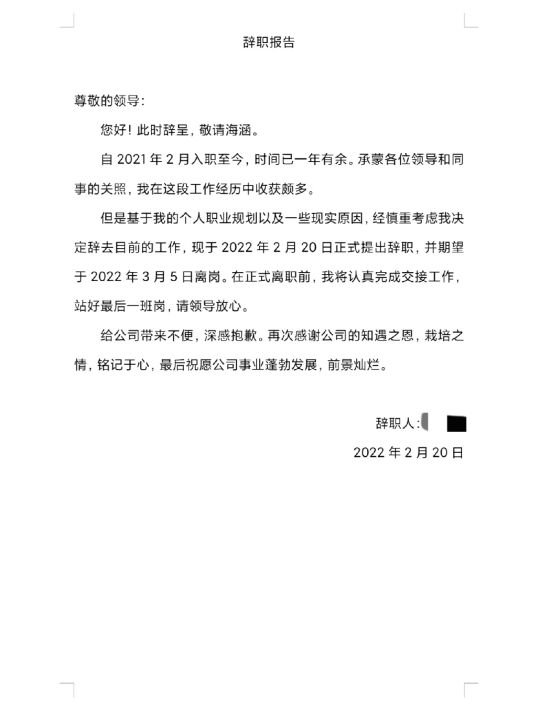 辞职报告
尊敬的领导：
您好！此时辞呈，敬请海涵。
自 2021 年 2 月入职至今，时间已一年有余。承蒙各位领导和同
事的关照，我在这段工作经历中收获颇多。
但是基于我的个人职业规划以及一些现实原因，经慎重考虑我决
定辞去目前的工作，现于 2022 年 2 月 20 日正式提出辞职，并期望
于 2022 年 3 月 5 日离岗。在正式离职前，我将认真完成交接工作，
站好最后一班岗，请领导放心。
给公司带来不便，深感抱歉。再次感谢公司的知遇之恩，栽培之
情，铭记于心，最后祝愿公司事业蓬勃发展，前景灿烂。
辞职人：
2022 年 2 月 20 日